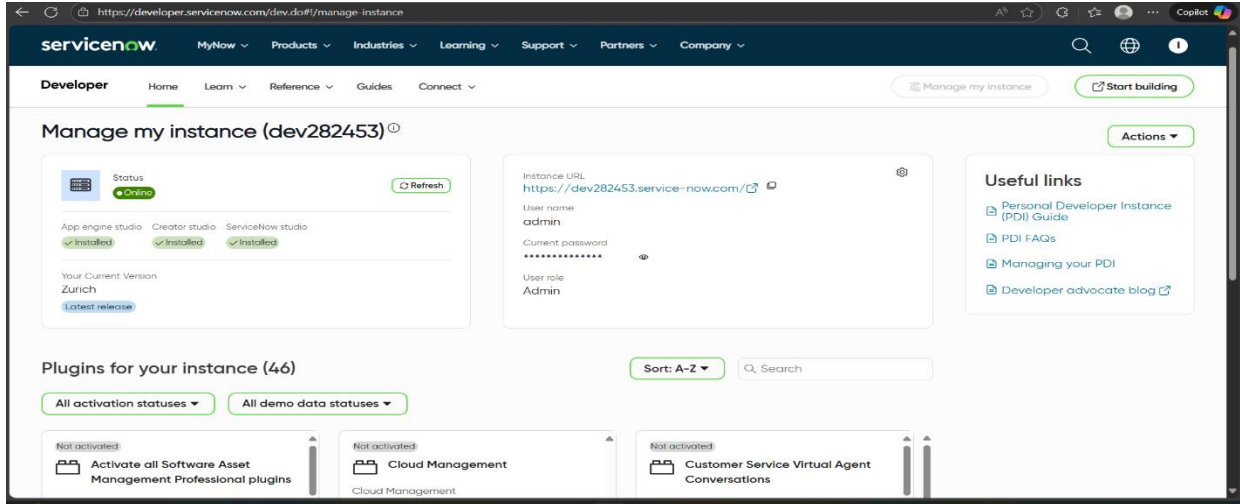 https://developer.servicenow.com/dev.do#!/manage-instance
Copilot
servicenow.
MyNow
Products
Industries
Learning
Support
Partners
Company
Developer
Home
Learn
Reference
Guides
Connect
Manage my instance
Start building
Manage my instance (dev282453)
Actions
Status
Online
Refresh
App engine studio
Creator studio
ServiceNow studio
Installed
Installed
Installed
Your Current Version
Zurich
Latest release
Instance URL
https://dev282453.service-now.com/
User name
admin
Current password
**************
User role
Admin
Useful links
Personal Developer Instance
(PDI) Guide
PDI FAQs
Managing your PDI
Developer advocate blog
Plugins for your instance (46)
Sort: A-Z
Search
All activation statuses
All demo data statuses
Not activated
Activate all Software Asset
Management Professional plugins
Not activated
Cloud Management
Cloud Management
Not activated
Customer Service Virtual Agent
Conversations